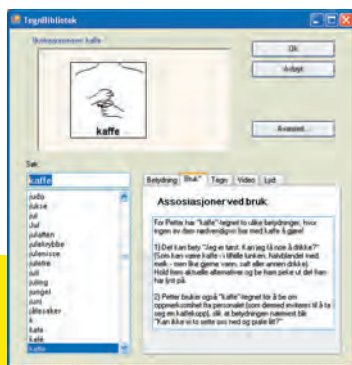 TegnBibliotek
kaffe
Ok
Avbryt
Avansert...
kaffe
Søk:
kaffe
judo
jukse
jul
Jul
julaften
julekrybbe
julenisse
juletre
juli
juling
jungel
juni
k
kafe
kafé
kaffe
Betydning Bruk* Tegn Video Lyd
Assosiasjoner ved bruk:
For Petter har "kaffe"-tegnet to ulike betydninger, hvor
ingen av dem nødvendigvis har med kaffe å gjøre!
1) Det kan bety "Jeg er tørst. Kan jeg få noe å drikke?"
(Som kan være kaffe i tilfelle lunken, halvblandet med
melk - men like gjerne vann, saft eller annen drikke).
Hold frem aktuelle alternativer og be ham peke ut det han
har lyst på.
2) Petter bruker også "kaffe"-tegnet for å be om
oppmerksomhet fra personalet (som dermed inviteres til å ta
seg en kaffekopp), slik at betydningen nærmest blir
"Kan ikke vi to sette oss ned og prate litt?"